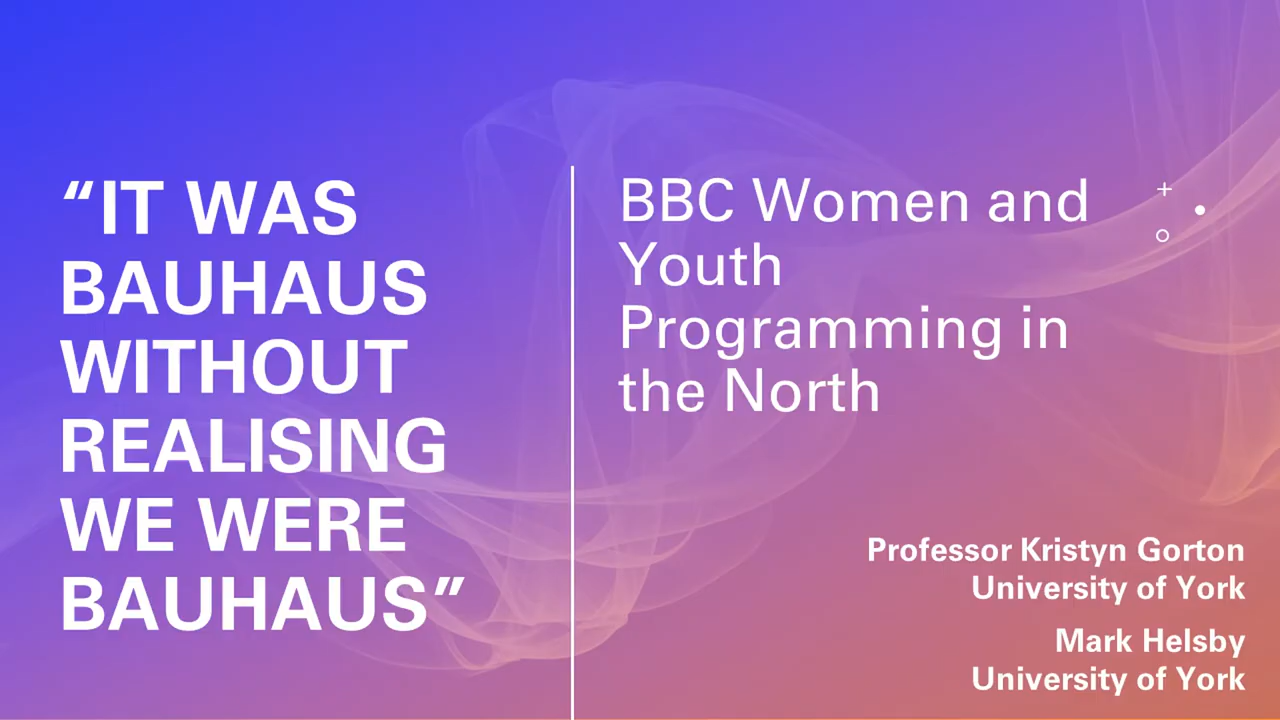 “IT WAS
BAUHAUS
WITHOUT
REALISING
WE WERE
BAUHAUS”
BBC Women and
Youth
Programming in
the North
Professor Kristyn Gorton
University of York
Mark Helsby
University of York